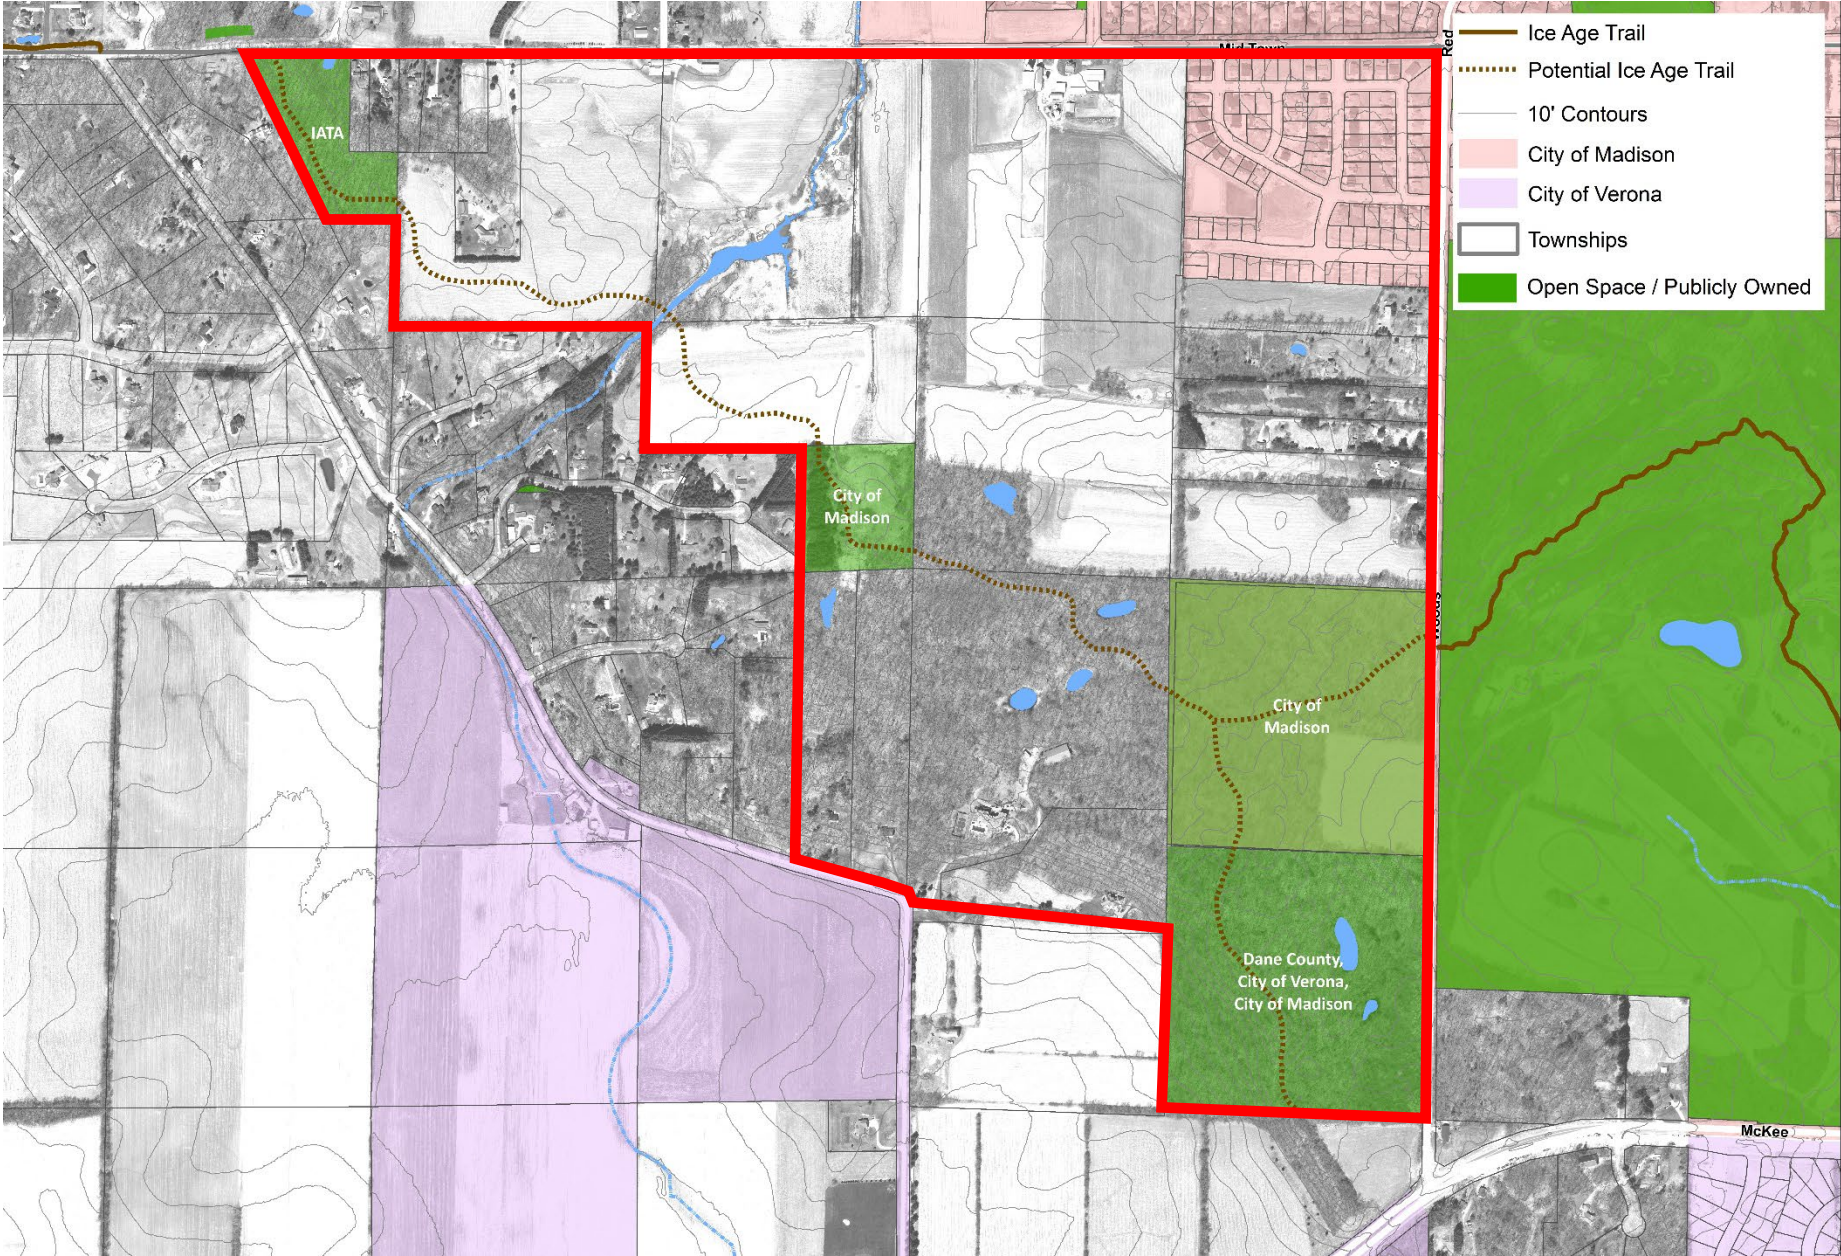 Mid Town
Red
Ice Age Trail
Potential Ice Age Trail
10' Contours
City of Madison
City of Verona
Townships
Open Space / Publicly Owned
IATA
City of
Madison
Woods
City of
Madison
Dane County,
City of Verona,
City of Madison
McKee